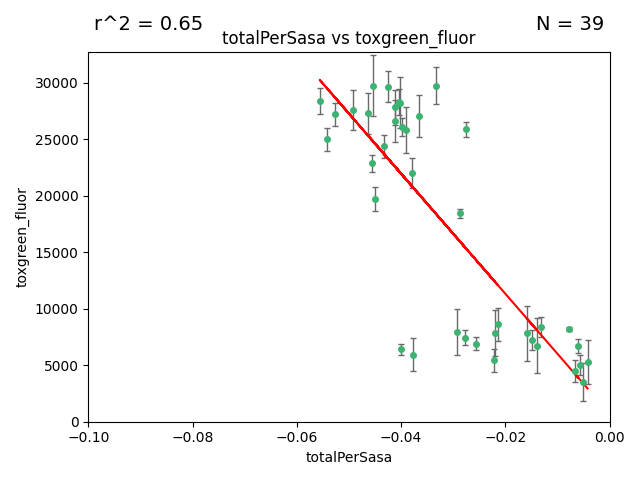 r^2 = 0.65
N = 39
totalPerSasa vs toxgreen_fluor
30000
25000
20000
15000
10000
5000
0
toxgreen_fluor
−0.10
−0.08
−0.06
−0.04
−0.02
0.00
totalPerSasa